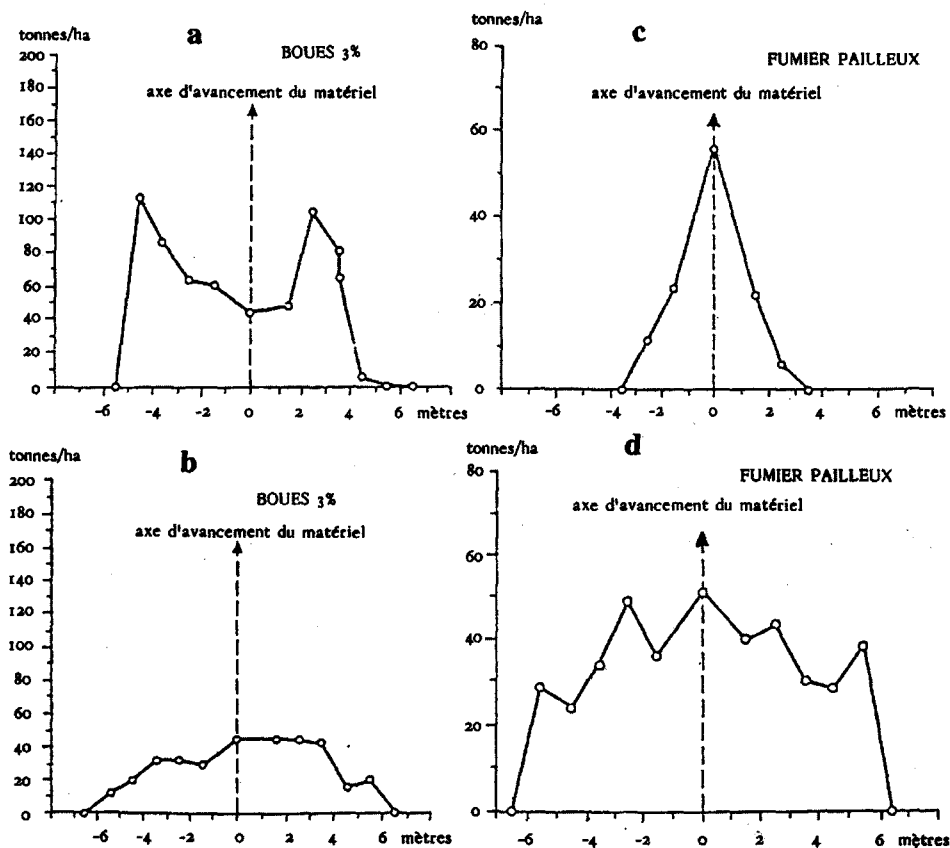 tonnes/ha
a
BOUES 3%
axe d'avancement du matériel
200
180
160
140
120
100
80
60
40
20
0
-6 -4 -2 0 2 4 6 mètres
tonnes/ha
c
FUMIER PAILLEUX
axe d'avancement du matériel
80
60
40
20
0
-6 -4 -2 0 2 4 6 mètres
tonnes/ha
b
BOUES 3%
axe d'avancement du matériel
200
180
160
140
120
100
80
60
40
20
0
-6 -4 -2 0 2 4 6 mètres
tonnes/ha
d
FUMIER PAILLEUX
axe d'avancement du matériel
80
60
40
20
0
-6 -4 -2 0 2 4 6 mètres